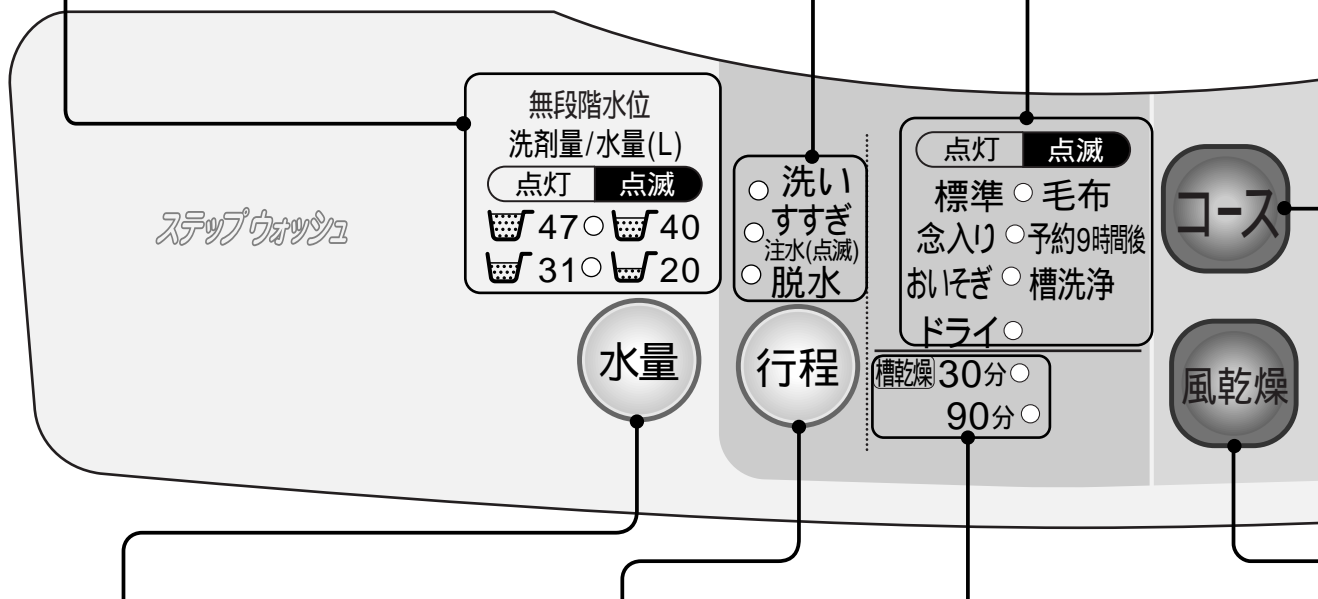 ステップウォッシュ
無段階水位
洗剤量/水量(L)
点灯 点滅
47 40
31 20
水量
洗い
すすぎ
注水(点滅)
脱水
行程
点灯 点滅
標準 毛布
念入り 予約9時間後
おいそぎ 槽洗浄
ドライ
槽乾燥 30分
90分
コース
風乾燥